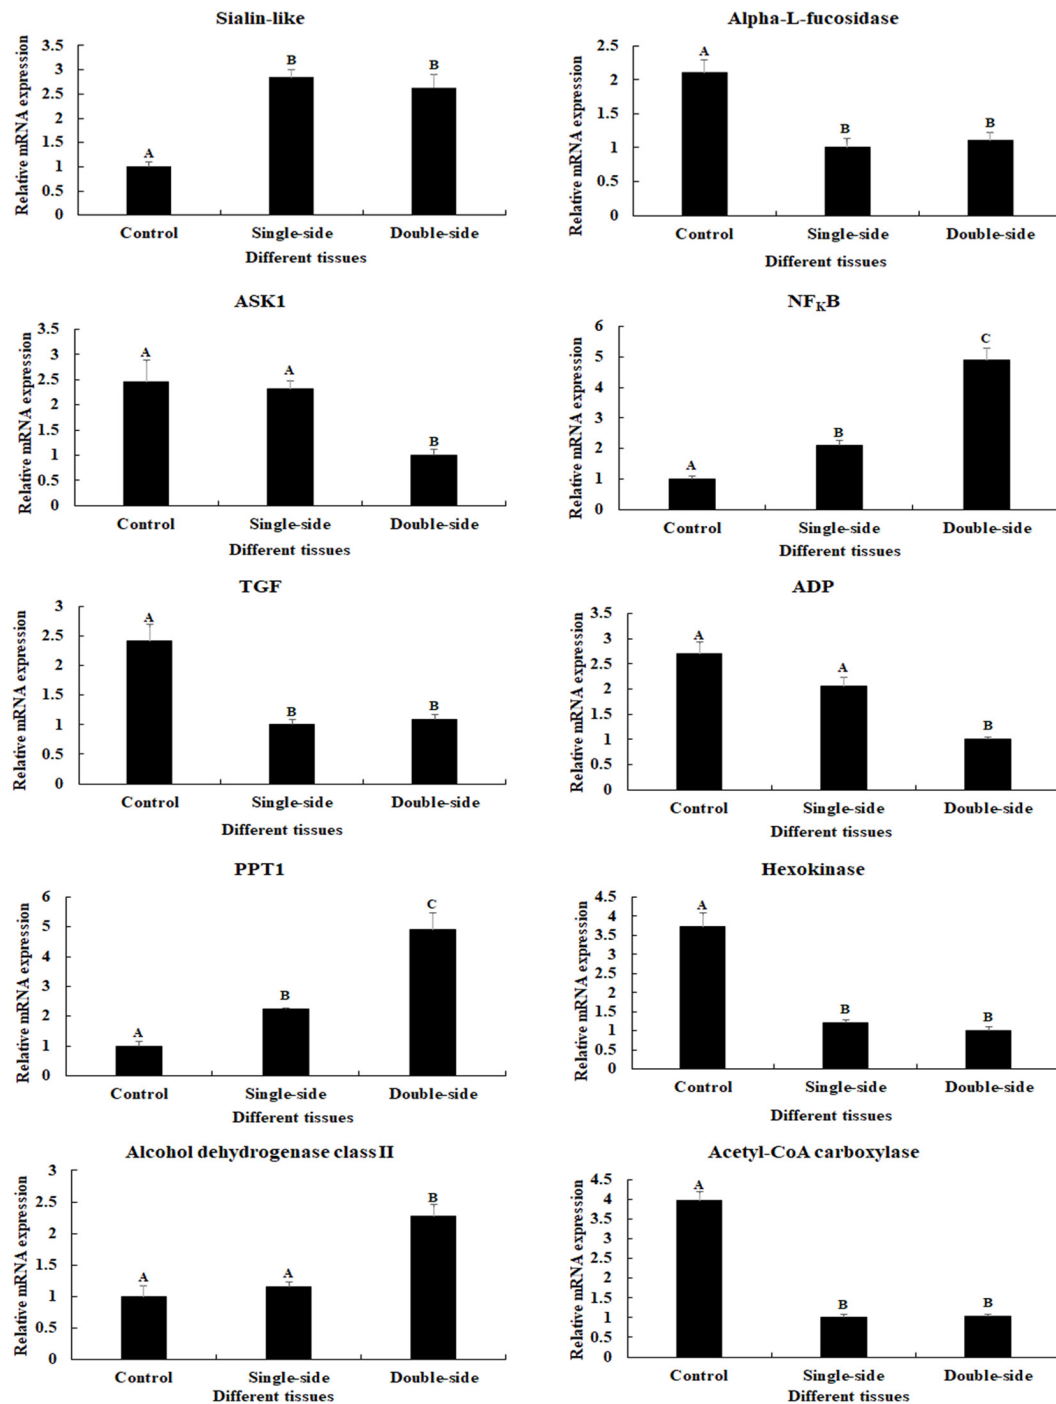 Sialin-like
Relative mRNA expression
3.5
3
2.5
2
1.5
1
0.5
0
A
B
B
Control Single-side Double-side
Different tissues
Alpha-L-fucosidase
Relative mRNA expression
2.5
2
1.5
1
0.5
0
A
B
B
Control Single-side Double-side
Different tissues
ASK1
Relative mRNA expression
3.5
3
2.5
2
1.5
1
0.5
0
A
A
B
Control Single-side Double-side
Different tissues
NFKB
Relative mRNA expression
6
5
4
3
2
1
0
A
B
C
Control Single-side Double-side
Different tissues
TGF
Relative mRNA expression
3
2.5
2
1.5
1
0.5
0
A
B
B
Control Single-side Double-side
Different tissues
ADP
Relative mRNA expression
3.5
3
2.5
2
1.5
1
0.5
0
A
A
B
Control Single-side Double-side
Different tissues
PPT1
Relative mRNA expression
6
5
4
3
2
1
0
A
B
C
Control Single-side Double-side
Different tissues
Hexokinase
Relative mRNA expression
4.5
4
3.5
3
2.5
2
1.5
1
0.5
0
A
B
B
Control Single-side Double-side
Different tissues
Alcohol dehydrogenase class II
Relative mRNA expression
3
2.5
2
1.5
1
0.5
0
A
A
B
Control Single-side Double-side
Different tissues
Acetyl-CoA carboxylase
Relative mRNA expression
4.5
4
3.5
3
2.5
2
1.5
1
0.5
0
A
B
B
Control Single-side Double-side
Different tissues